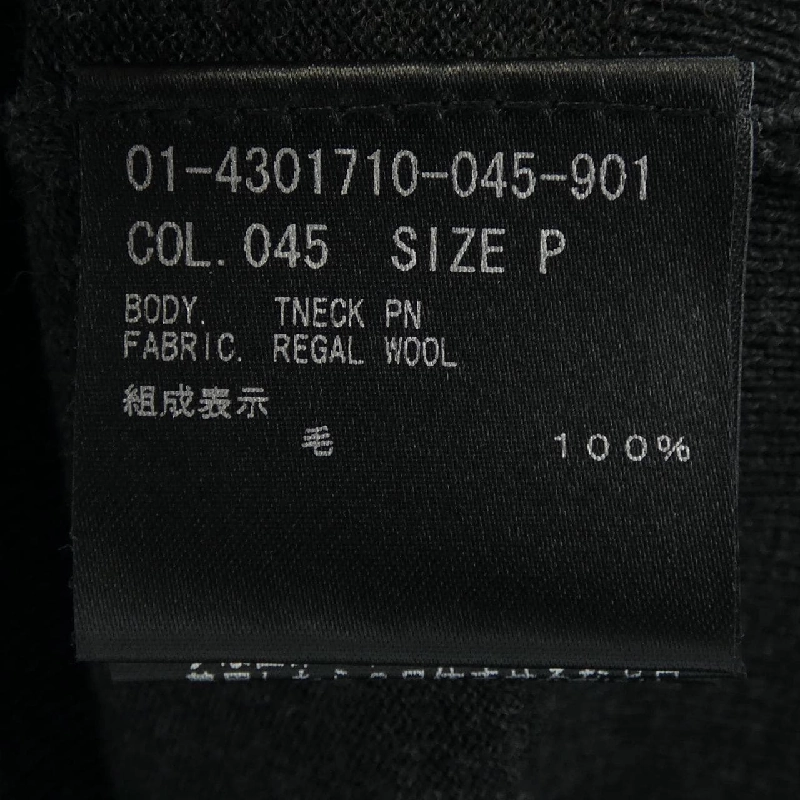 01-4301710-045-901
COL. 045 SIZE P
BODY. TNECK PN
FABRIC. REGAL WOOL
組成表示
毛 100%